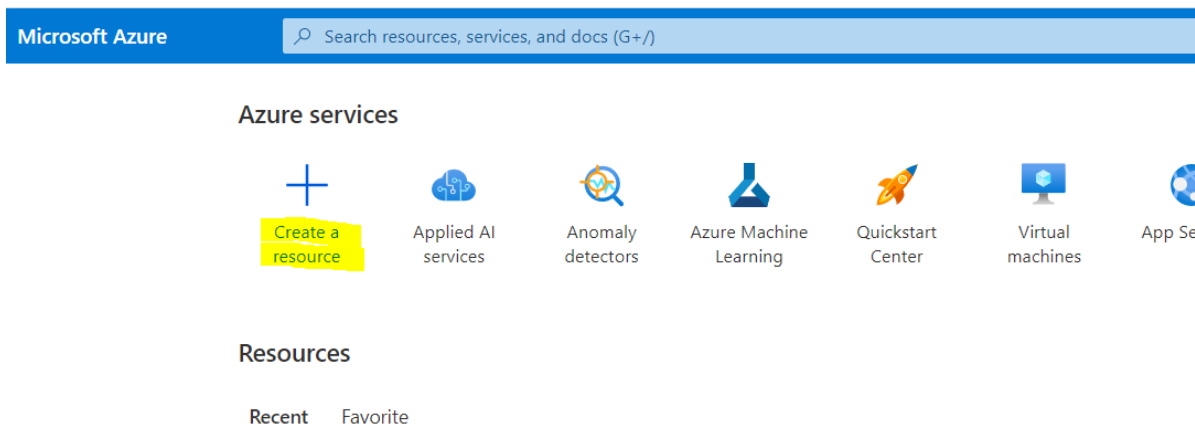 Microsoft Azure
Search resources, services, and docs (G+/)
Azure services
Create a
resource
Applied AI
services
Anomaly
detectors
Azure Machine
Learning
Quickstart
Center
Virtual
machines
App Se
Resources
Recent Favorite